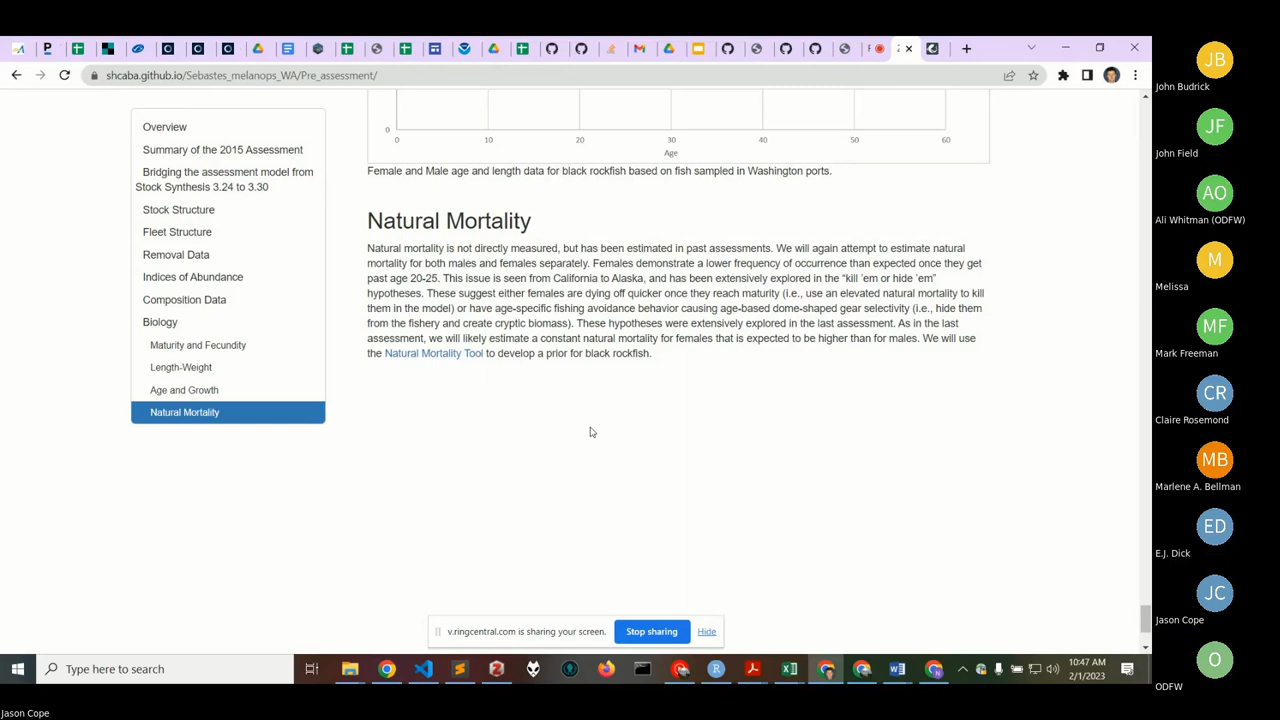 shcaba.github.io/Sebastes_melanops_WA/Pre_assessment/
Overview
Summary of the 2015 Assessment
Bridging the assessment model from
Stock Synthesis 3.24 to 3.30
Stock Structure
Fleet Structure
Removal Data
Indices of Abundance
Composition Data
Biology
Maturity and Fecundity
Length-Weight
Age and Growth
Natural Mortality
0
0 10 20 30 40 50 60
Age
Female and Male age and length data for black rockfish based on fish sampled in Washington ports.
Natural Mortality
Natural mortality is not directly measured, but has been estimated in past assessments. We will again attempt to estimate natural
mortality for both males and females separately. Females demonstrate a lower frequency of occurrence than expected once they get
past age 20-25. This issue is seen from California to Alaska, and has been extensively explored in the “kill ’em or hide ’em”
hypotheses. These suggest either females are dying off quicker once they reach maturity (i.e., use an elevated natural mortality to kill
them in the model) or have age-specific fishing avoidance behavior causing age-based dome-shaped gear selectivity (i.e., hide them
from the fishery and create cryptic biomass). These hypotheses were extensively explored in the last assessment. As in the last
assessment, we will likely estimate a constant natural mortality for females that is expected to be higher than for males. We will use
the Natural Mortality Tool to develop a prior for black rockfish.
v.ringcentral.com is sharing your screen.
Stop sharing
Hide
Type here to search
10:47 AM
2/1/2023
JB
John Budrick
JF
John Field
AO
Ali Whitman (ODFW)
M
Melissa
MF
Mark Freeman
CR
Claire Rosemond
MB
Marlene A. Bellman
ED
E.J. Dick
JC
Jason Cope
O
ODFW
Jason Cope